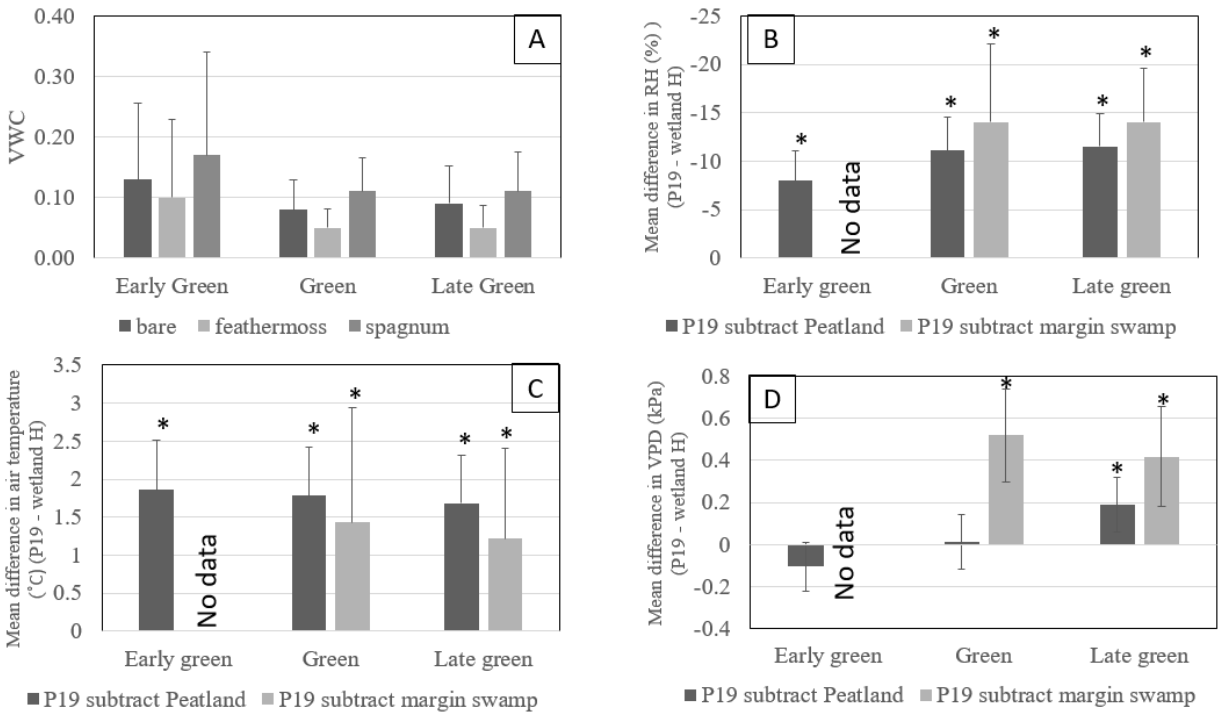 A
VWC
0.40
0.30
0.20
0.10
0.00
Early Green
Green
Late Green
bare
feathermoss
spagnum
B
Mean difference in RH (%) )
(P19 - wetland H)
-25
-20
-15
-10
-5
0
*
No data
*
*
*
*
Early green
Green
Late green
P19 subtract Peatland
P19 subtract margin swamp
C
Mean difference in air temperature
(˚C) (P19 - wetland H)
3.5
3
2.5
2
1.5
1
0.5
0
*
No data
*
*
*
*
Early green
Green
Late green
P19 subtract Peatland
P19 subtract margin swamp
D
Mean difference in VPD (kPa)
(P19 - wetland H)
0.8
0.6
0.4
0.2
0
-0.2
-0.4
No data
*
*
*
Early green
Green
Late green
P19 subtract Peatland
P19 subtract margin swamp